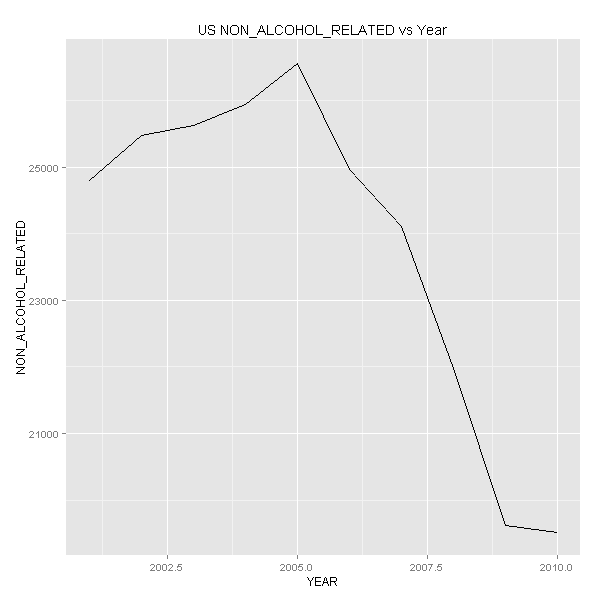 US NON_ALCOHOL_RELATED vs Year
NON_ALCOHOL_RELATED
25000
23000
21000
2002.5 2005.0 2007.5 2010.0
YEAR